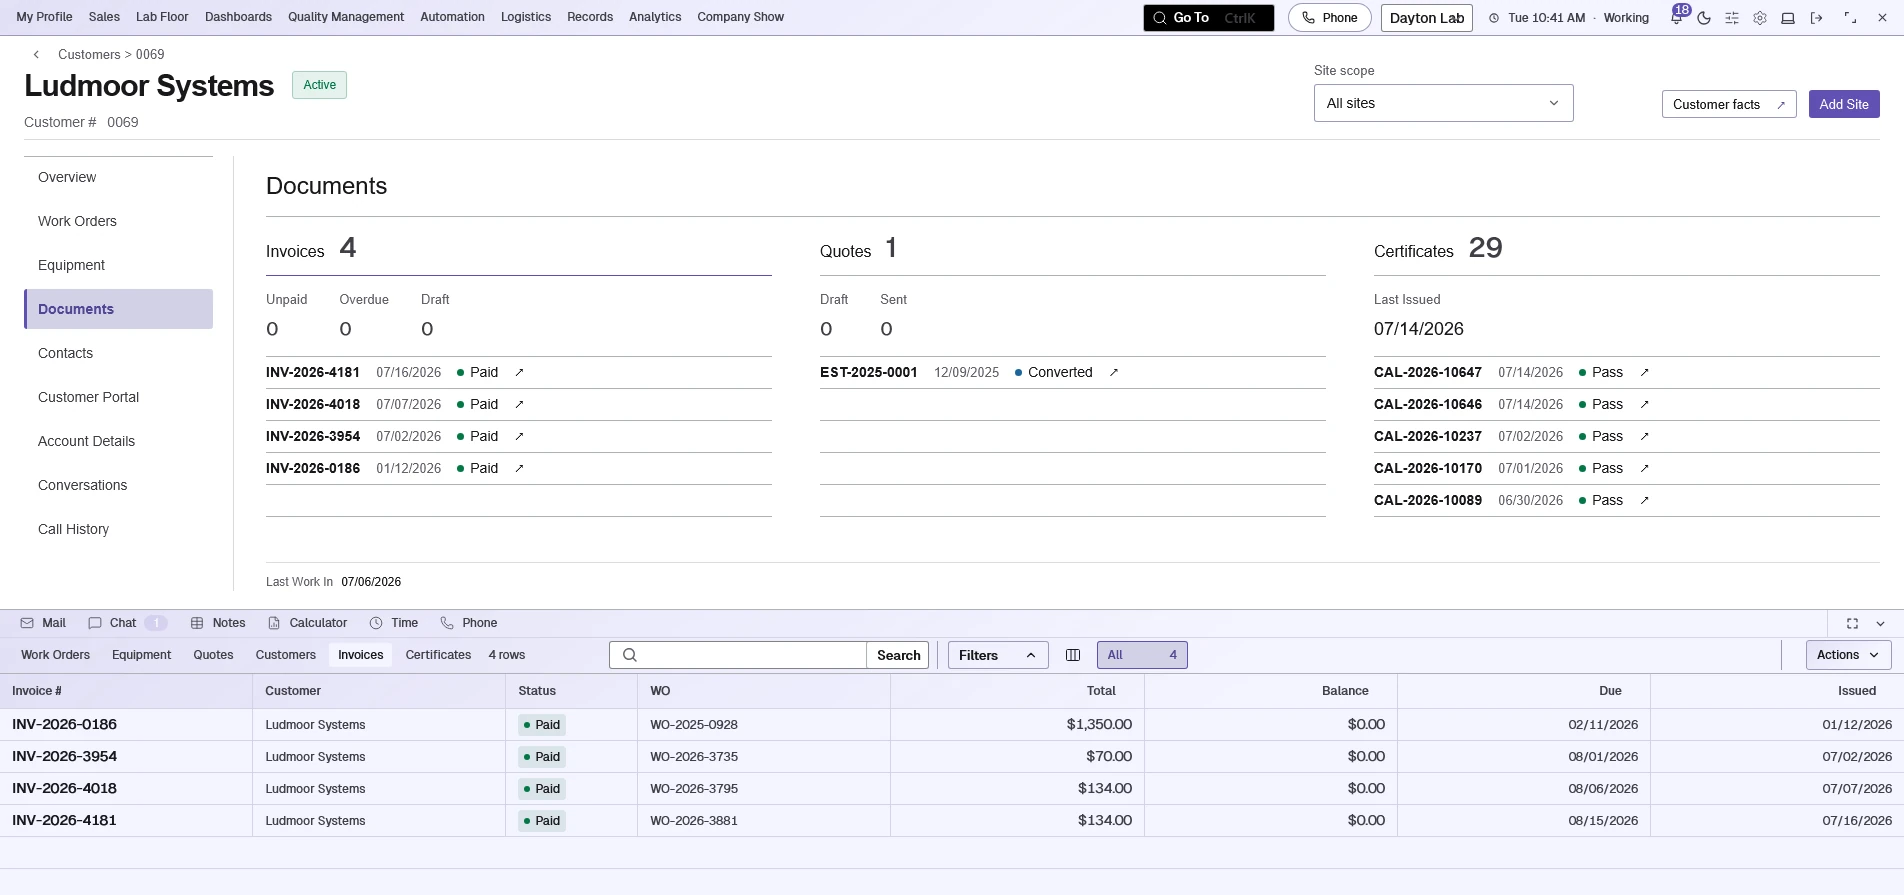 My Profile Sales Lab Floor Dashboards Quality Management Automation Logistics Records Analytics Company Show Go To CtrlK Phone Dayton Lab Tue 10:41 AM · Working 18
Customers > 0069
Ludmoor Systems Active
Customer # 0069
Site scope
All sites
Customer facts ↗ Add Site
Overview
Work Orders
Equipment
Documents
Contacts
Customer Portal
Account Details
Conversations
Call History
Documents
Invoices 4
Unpaid Overdue Draft
0 0 0
INV-2026-4181 07/16/2026 Paid ↗
INV-2026-4018 07/07/2026 Paid ↗
INV-2026-3954 07/02/2026 Paid ↗
INV-2026-0186 01/12/2026 Paid ↗
Quotes 1
Draft Sent
0 0
EST-2025-0001 12/09/2025 Converted ↗
Certificates 29
Last Issued
07/14/2026
CAL-2026-10647 07/14/2026 Pass ↗
CAL-2026-10646 07/14/2026 Pass ↗
CAL-2026-10237 07/02/2026 Pass ↗
CAL-2026-10170 07/01/2026 Pass ↗
CAL-2026-10089 06/30/2026 Pass ↗
Last Work In 07/06/2026
Mail Chat 1 Notes Calculator Time Phone
Work Orders Equipment Quotes Customers Invoices Certificates 4 rows Search Filters All 4 Actions
Invoice # Customer Status WO Total Balance Due Issued
INV-2026-0186 Ludmoor Systems Paid WO-2025-0928 $1,350.00 $0.00 02/11/2026 01/12/2026
INV-2026-3954 Ludmoor Systems Paid WO-2026-3735 $70.00 $0.00 08/01/2026 07/02/2026
INV-2026-4018 Ludmoor Systems Paid WO-2026-3795 $134.00 $0.00 08/06/2026 07/07/2026
INV-2026-4181 Ludmoor Systems Paid WO-2026-3881 $134.00 $0.00 08/15/2026 07/16/2026